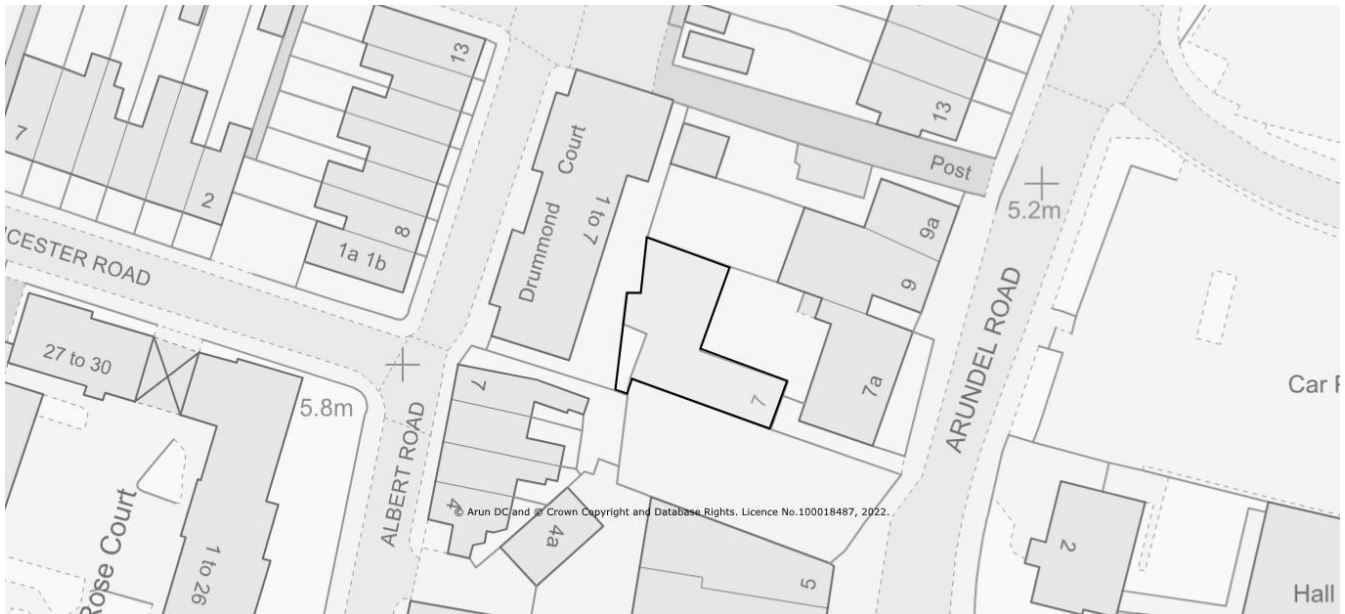 13
7
2
8
1a 1b
CESTER ROAD
27 to 30
5.8m
Rose Court
1 to 26
ALBERT ROAD
Drummond Court
1 to 7
7
4
4a
13
Post
5.2m
9a
9
7
7a
ARUNDEL ROAD
Car
2
5
Hall
© Arun DC and © Crown Copyright and Database Rights. Licence No.100018487, 2022.